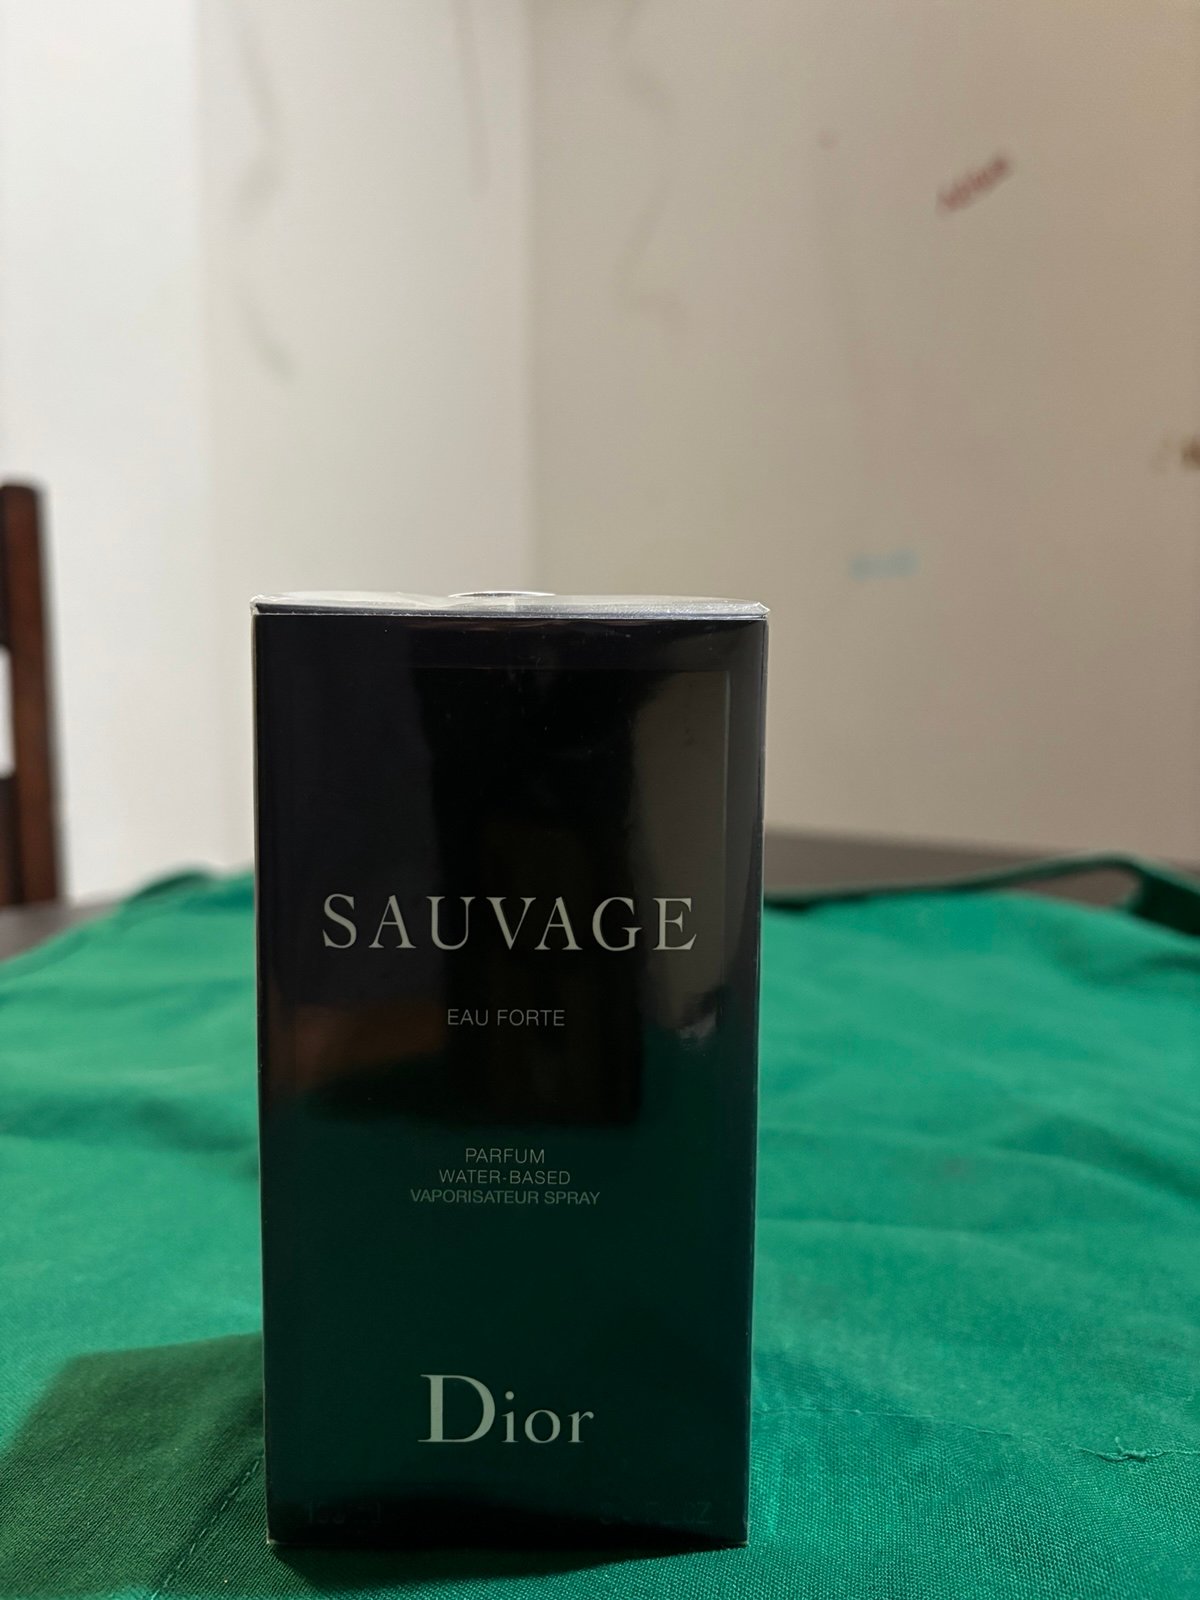 SAUVAGE
EAU FORTE
PARFUM
WATER-BASED
VAPORISATEUR SPRAY
Dior